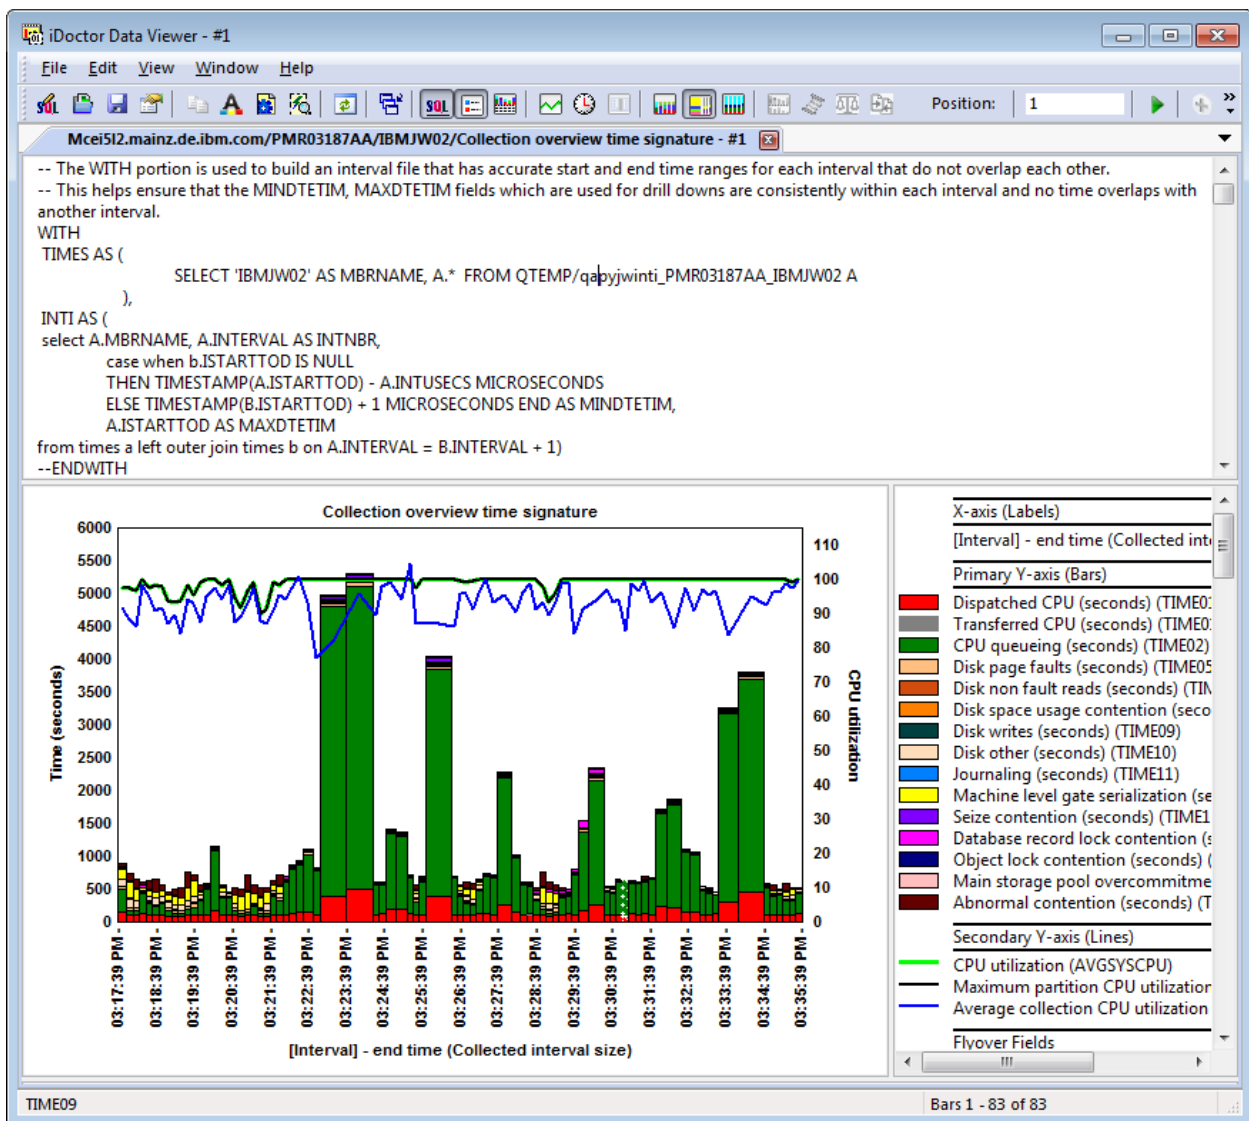 iDoctor Data Viewer - #1
File Edit View Window Help
SQL SQL Position: 1
Mcei5l2.mainz.de.ibm.com/PMR03187AA/IBMJW02/Collection overview time signature - #1
-- The WITH portion is used to build an interval file that has accurate start and end time ranges for each interval that do not overlap each other.
-- This helps ensure that the MINDTETIM, MAXDTETIM fields which are used for drill downs are consistently within each interval and no time overlaps with
another interval.
WITH
TIMES AS (
SELECT 'IBMJW02' AS MBRNAME, A.* FROM QTEMP/qapyjwinti_PMR03187AA_IBMJW02 A
),
INTI AS (
select A.MBRNAME, A.INTERVAL AS INTNBR,
case when b.ISTARTTOD IS NULL
THEN TIMESTAMP(A.ISTARTTOD) - A.INTUSECS MICROSECONDS
ELSE TIMESTAMP(B.ISTARTTOD) + 1 MICROSECONDS END AS MINDTETIM,
A.ISTARTTOD AS MAXDTETIM
from times a left outer join times b on A.INTERVAL = B.INTERVAL + 1)
--ENDWITH
Collection overview time signature
Time (seconds)
6000
5500
5000
4500
4000
3500
3000
2500
2000
1500
1000
500
0
110
100
90
80
70
60
50
40
30
20
10
0
CPU utilization
03:17:39 PM
03:18:39 PM
03:19:39 PM
03:20:39 PM
03:21:39 PM
03:22:39 PM
03:23:39 PM
03:24:39 PM
03:25:39 PM
03:26:39 PM
03:27:39 PM
03:28:39 PM
03:29:39 PM
03:30:39 PM
03:31:39 PM
03:32:39 PM
03:33:39 PM
03:34:39 PM
03:35:39 PM
[Interval] - end time (Collected interval size)
X-axis (Labels)
[Interval] - end time (Collected int
Primary Y-axis (Bars)
Dispatched CPU (seconds) (TIME01
Transferred CPU (seconds) (TIME0
CPU queueing (seconds) (TIME02)
Disk page faults (seconds) (TIME05
Disk non fault reads (seconds) (TIM
Disk space usage contention (seco
Disk writes (seconds) (TIME09)
Disk other (seconds) (TIME10)
Journaling (seconds) (TIME11)
Machine level gate serialization (se
Seize contention (seconds) (TIME1
Database record lock contention (s
Object lock contention (seconds) (
Main storage pool overcommitme
Abnormal contention (seconds) (T
Secondary Y-axis (Lines)
CPU utilization (AVGSYSCPU)
Maximum partition CPU utilization
Average collection CPU utilization
Flyover Fields
TIME09
Bars 1 - 83 of 83